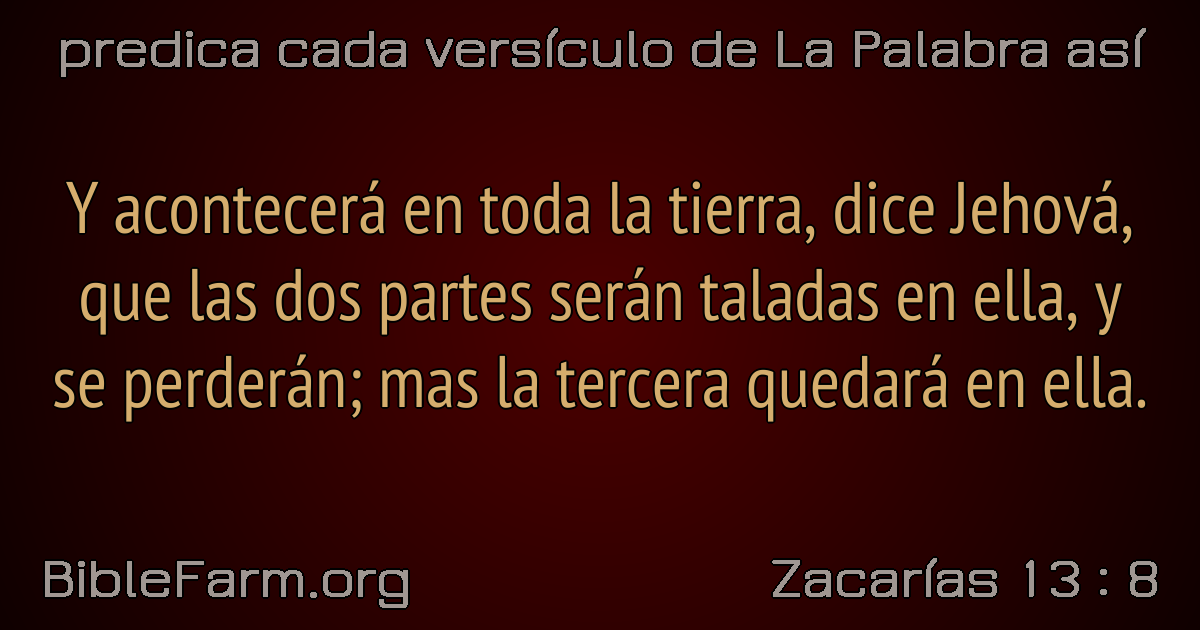 predica cada versículo de La Palabra así
Y acontecerá en toda la tierra, dice Jehová,
que las dos partes serán taladas en ella, y
se perderán; mas la tercera quedará en ella.
BibleFarm.org
Zacarías 13 : 8